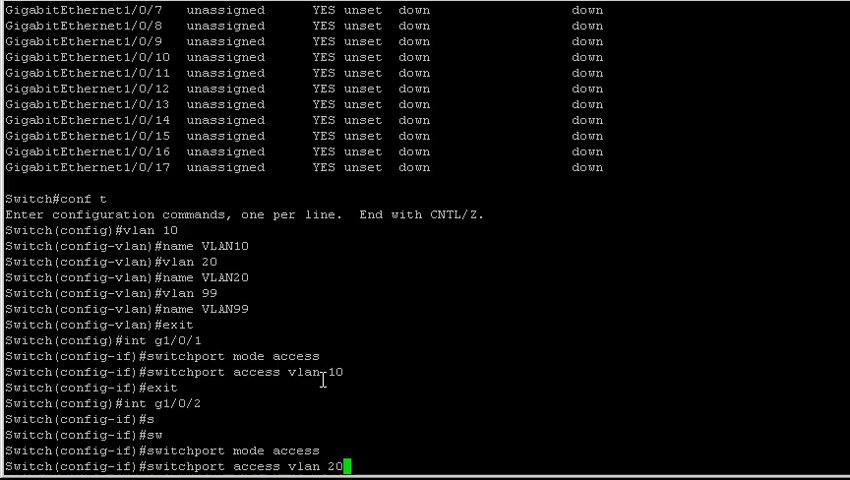 GigabitEthernet1/0/7   unassigned      YES unset  down                  down
GigabitEthernet1/0/8   unassigned      YES unset  down                  down
GigabitEthernet1/0/9   unassigned      YES unset  down                  down
GigabitEthernet1/0/10  unassigned      YES unset  down                  down
GigabitEthernet1/0/11  unassigned      YES unset  down                  down
GigabitEthernet1/0/12  unassigned      YES unset  down                  down
GigabitEthernet1/0/13  unassigned      YES unset  down                  down
GigabitEthernet1/0/14  unassigned      YES unset  down                  down
GigabitEthernet1/0/15  unassigned      YES unset  down                  down
GigabitEthernet1/0/16  unassigned      YES unset  down                  down
GigabitEthernet1/0/17  unassigned      YES unset  down                  down
Switch#conf t
Enter configuration commands, one per line.  End with CNTL/Z.
Switch(config)#vlan 10
Switch(config-vlan)#name VLAN10
Switch(config-vlan)#vlan 20
Switch(config-vlan)#name VLAN20
Switch(config-vlan)#vlan 99
Switch(config-vlan)#name VLAN99
Switch(config-vlan)#exit
Switch(config)#int g1/0/1
Switch(config-if)#switchport mode access
Switch(config-if)#switchport access vlan 10
Switch(config-if)#exit
Switch(config)#int g1/0/2
Switch(config-if)#s
Switch(config-if)#sw
Switch(config-if)#switchport mode access
Switch(config-if)#switchport access vlan 20